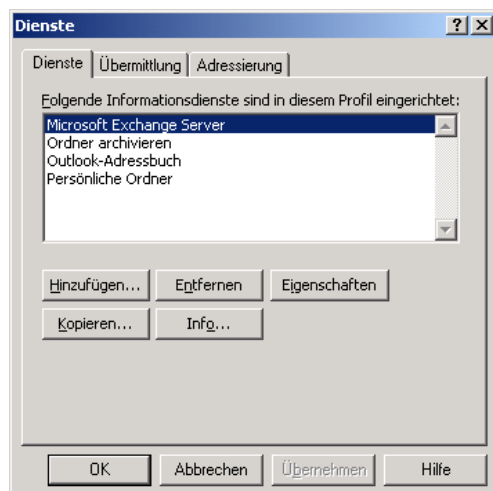 Dienste
Dienste Übermittlung Adressierung
Folgende Informationsdienste sind in diesem Profil eingerichtet:
Microsoft Exchange Server
Ordner archivieren
Outlook-Adressbuch
Persönliche Ordner
Hinzufügen... Entfernen Eigenschaften
Kopieren... Info...
OK Abbrechen Übernehmen Hilfe